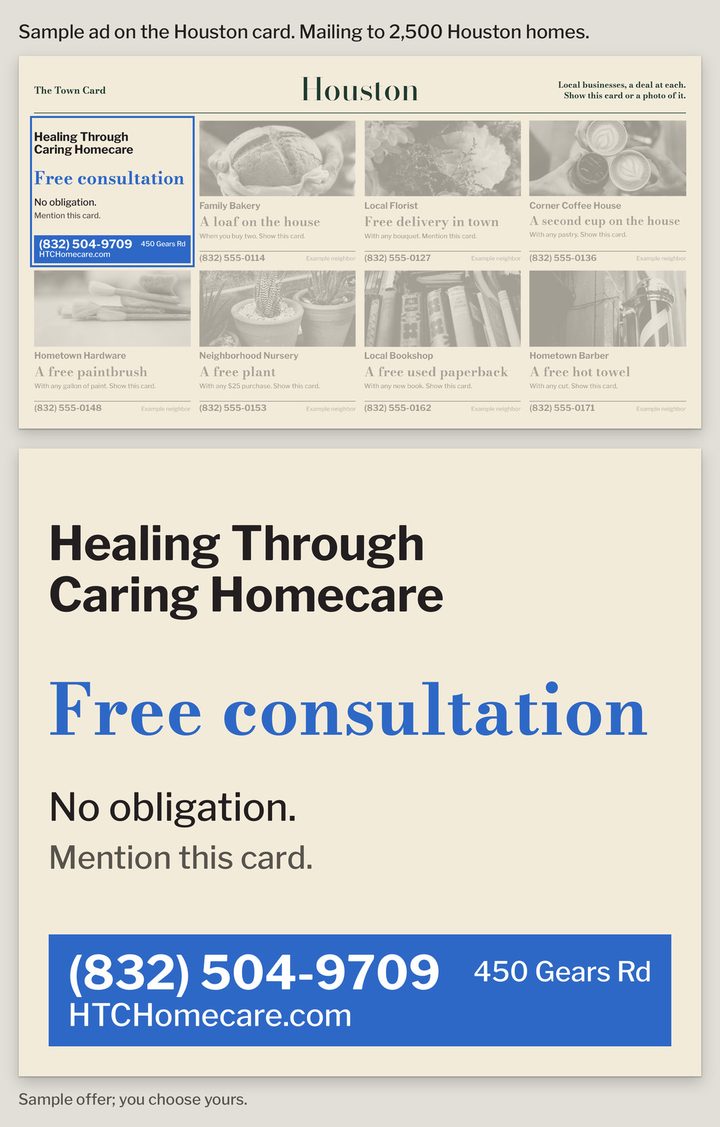 Sample ad on the Houston card. Mailing to 2,500 Houston homes.
The Town Card
Houston
Local businesses, a deal at each.
Show this card or a photo of it.
Healing Through
Caring Homecare
Free consultation
No obligation.
Mention this card.
(832) 504-9709 450 Gears Rd
HTCHomecare.com
Family Bakery
A loaf on the house
When you buy two. Show this card.
(832) 555-0114 Example neighbor
Local Florist
Free delivery in town
With any bouquet. Mention this card.
(832) 555-0127 Example neighbor
Corner Coffee House
A second cup on the house
With any pastry. Show this card.
(832) 555-0136 Example neighbor
Hometown Hardware
A free paintbrush
With any gallon of paint. Show this card.
(832) 555-0148 Example neighbor
Neighborhood Nursery
A free plant
With any $25 purchase. Show this card.
(832) 555-0153 Example neighbor
Local Bookshop
A free used paperback
With any new book. Show this card.
(832) 555-0162 Example neighbor
Hometown Barber
A free hot towel
With any cut. Show this card.
(832) 555-0171 Example neighbor
Healing Through
Caring Homecare
Free consultation
No obligation.
Mention this card.
(832) 504-9709 450 Gears Rd
HTCHomecare.com
Sample offer; you choose yours.